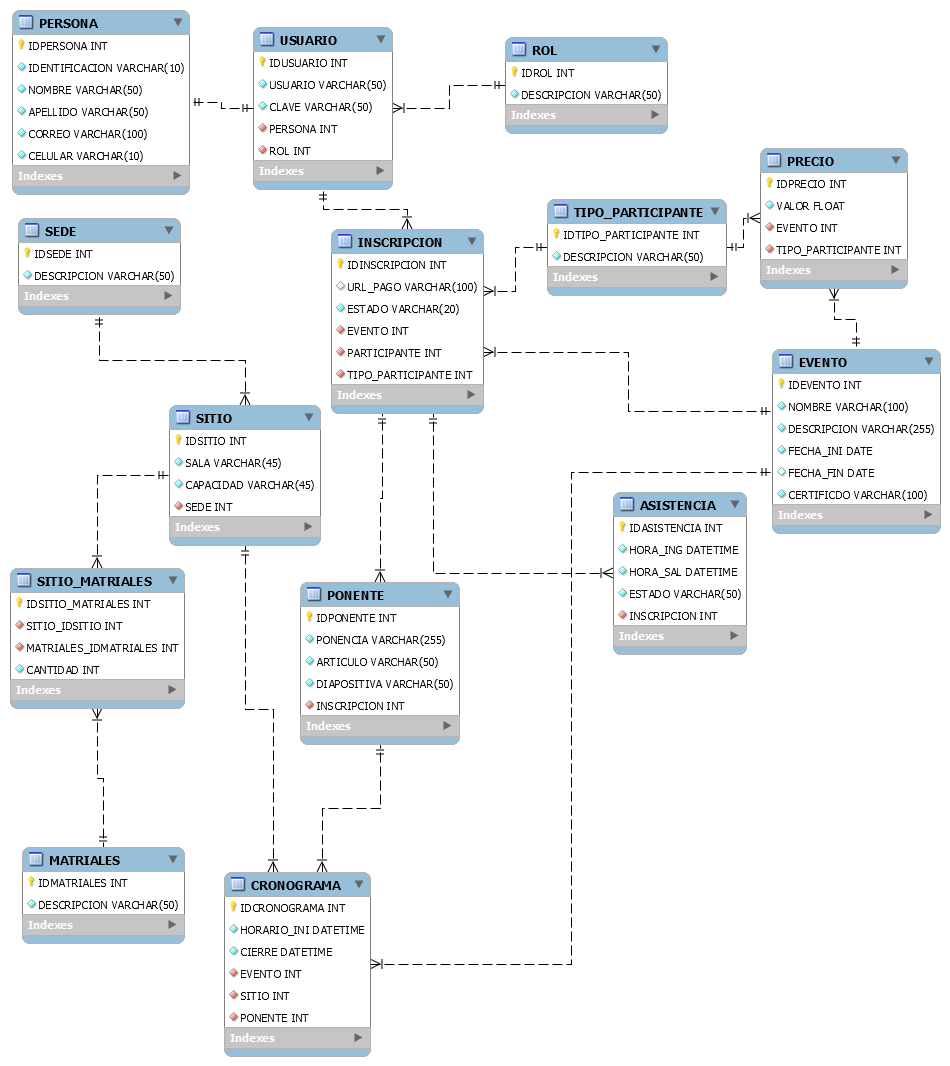 PERSONA
IDPERSONA INT
IDENTIFICACION VARCHAR(10)
NOMBRE VARCHAR(50)
APELLIDO VARCHAR(50)
CORREO VARCHAR(100)
CELULAR VARCHAR(10)
Indexes
USUARIO
IDUSUARIO INT
USUARIO VARCHAR(50)
CLAVE VARCHAR(50)
PERSONA INT
ROL INT
Indexes
ROL
IDROL INT
DESCRIPCION VARCHAR(50)
Indexes
PRECIO
IDPRECIO INT
VALOR FLOAT
EVENTO INT
TIPO_PARTICIPANTE INT
Indexes
TIPO_PARTICIPANTE
IDTIPO_PARTICIPANTE INT
DESCRIPCION VARCHAR(50)
Indexes
SEDE
IDSEDE INT
DESCRIPCION VARCHAR(50)
Indexes
INSCRIPCION
IDINSCRIPCION INT
URL_PAGO VARCHAR(100)
ESTADO VARCHAR(20)
EVENTO INT
PARTICIPANTE INT
TIPO_PARTICIPANTE INT
Indexes
EVENTO
IDEVENTO INT
NOMBRE VARCHAR(100)
DESCRIPCION VARCHAR(255)
FECHA_INI DATE
FECHA_FIN DATE
CERTIFICDO VARCHAR(100)
Indexes
SITIO
IDSITIO INT
SALA VARCHAR(45)
CAPACIDAD VARCHAR(45)
SEDE INT
Indexes
ASISTENCIA
IDASISTENCIA INT
HORA_ING DATETIME
HORA_SAL DATETIME
ESTADO VARCHAR(50)
INSCRIPCION INT
Indexes
SITIO_MATRIALES
IDSITIO_MATRIALES INT
SITIO_IDSITIO INT
MATRIALES_IDMATRIALES INT
CANTIDAD INT
Indexes
PONENTE
IDPONENTE INT
PONENCIA VARCHAR(255)
ARTICULO VARCHAR(50)
DIAPOSITIVA VARCHAR(50)
INSCRIPCION INT
Indexes
MATRIALES
IDMATRIALES INT
DESCRIPCION VARCHAR(50)
Indexes
CRONOGRAMA
IDCRONOGRAMA INT
HORARIO_INI DATETIME
CIERRE DATETIME
EVENTO INT
SITIO INT
PONENTE INT
Indexes